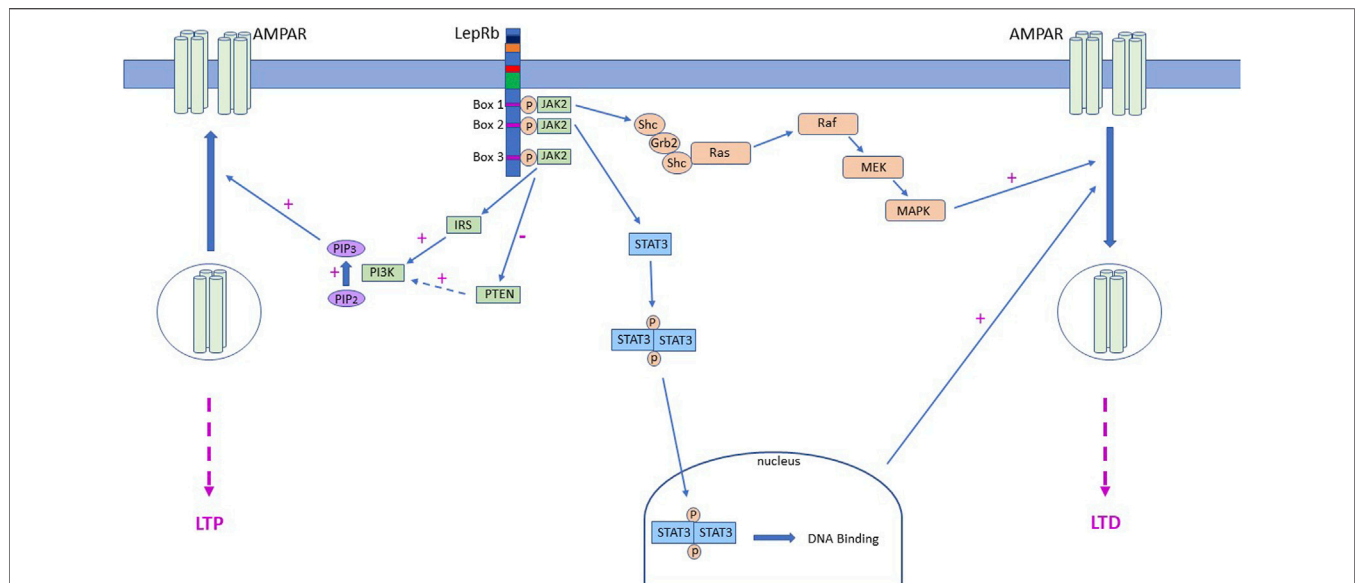 AMPAR
LepRb
AMPAR
Box 1
P
JAK2
Box 2
P
JAK2
Box 3
P
JAK2
Shc
Grb2
Shc
Ras
Raf
MEK
MAPK
+
+
IRS
+
-
PIP3
+
PI3K
+
PIP2
PTEN
STAT3
P
STAT3
STAT3
p
+
nucleus
LTP
P
STAT3
STAT3
p
DNA Binding
LTD